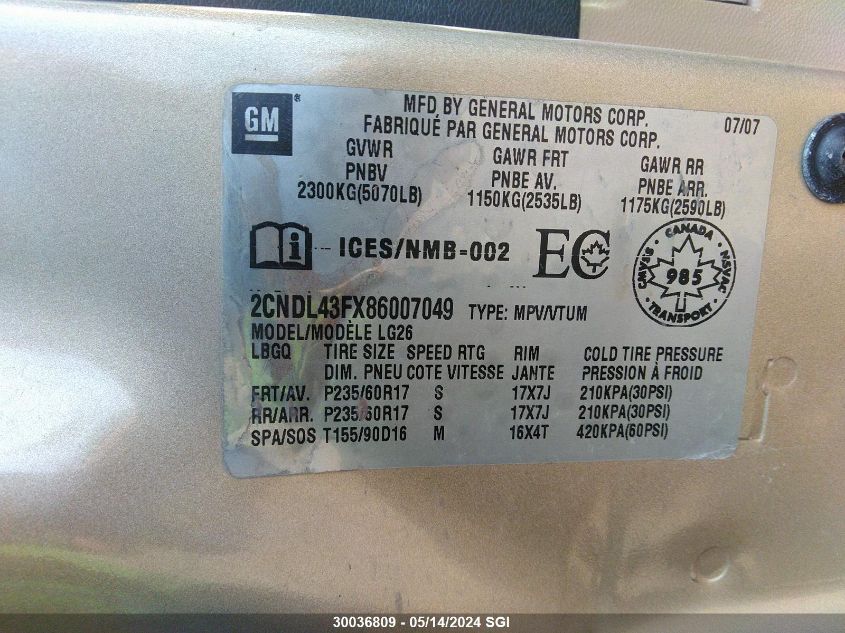 GM ®
MFD BY GENERAL MOTORS CORP.
FABRIQUÉ PAR GENERAL MOTORS CORP.
07/07
GVWR GAWR FRT GAWR RR
PNBV PNBE AV. PNBE ARR.
2300KG(5070LB) 1150KG(2535LB) 1175KG(2590LB)
i ICES/NMB-002 EC
CANADA
CMVSS NSVAC
985
TRANSPORT
2CNDL43FX86007049 TYPE: MPV/VTUM
MODEL/MODÈLE LG26
LBGQ TIRE SIZE SPEED RTG RIM COLD TIRE PRESSURE
DIM. PNEU COTE VITESSE JANTE PRESSION À FROID
FRT/AV. P235/60R17 S 17X7J 210KPA(30PSI)
RR/ARR. P235/60R17 S 17X7J 210KPA(30PSI)
SPA/SOS T155/90D16 M 16X4T 420KPA(60PSI)
30036809 - 05/14/2024 SGI